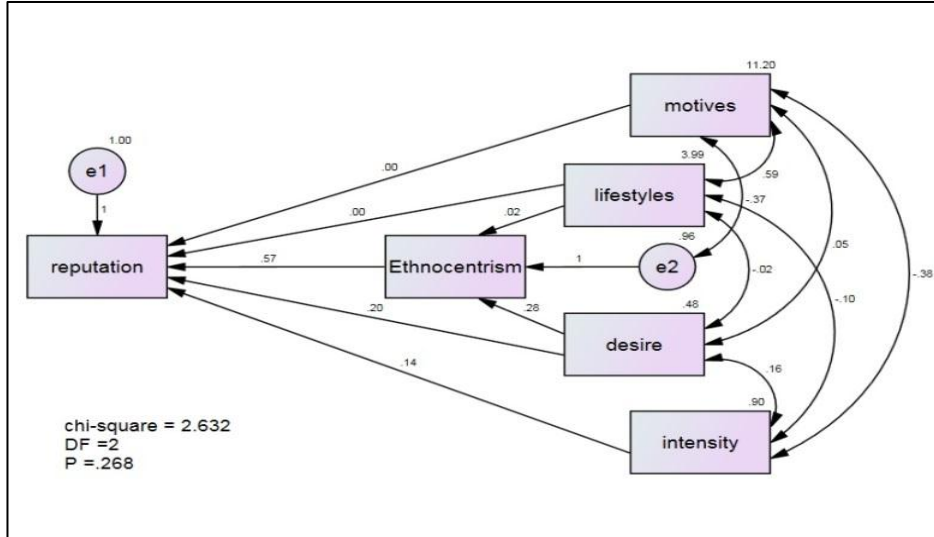 11.20
motives
1.00
e1
.00
3.99
.59
lifestyles
-.37
1
.00
.02
.96
reputation
.57
Ethnocentrism
1
e2
.05
-.02
-.38
.48
-.10
.20
.28
desire
.14
.16
.90
chi-square = 2.632
DF =2
P =.268
intensity